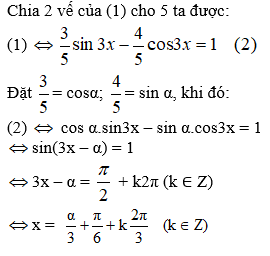 Chia 2 vế của (1) cho 5 ta được:
(1) ⇔ 3/5 sin 3x − 4/5 cos3x = 1 (2)
Đặt 3/5 = cosα; 4/5 = sin α, khi đó:
(2) ⇔ cos α.sin3x – sin α.cos3x = 1
⇔ sin(3x – α) = 1
⇔ 3x – α = π/2 + k2π (k ∈ Z)
⇔ x = α/3 + π/6 + k 2π/3 (k ∈ Z)